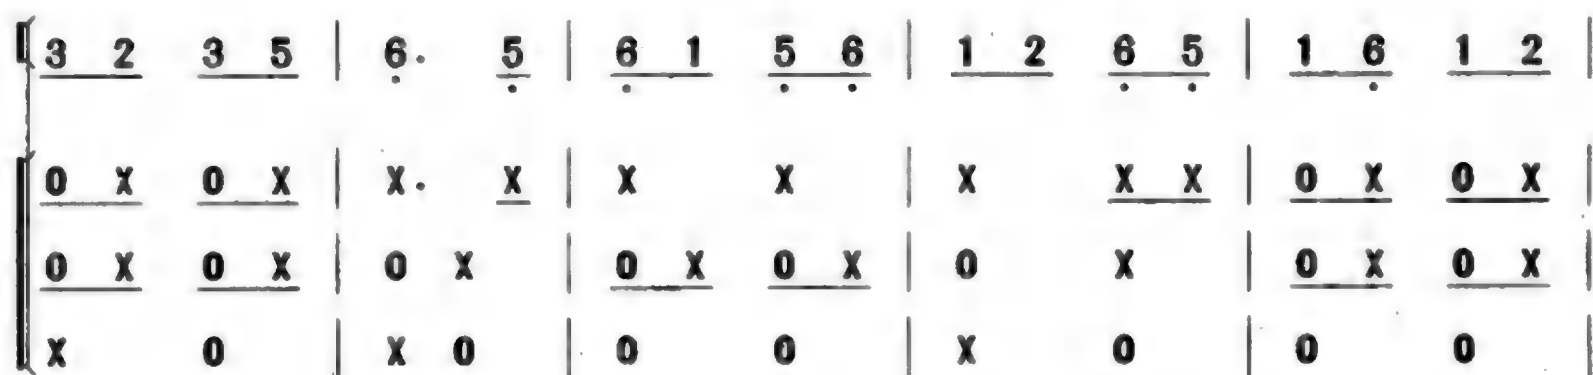 3 2 3 5 | 6. 5 | 6 1 5 6 | 1 2 6 5 | 1 6 1 2 |
0 X 0 X | X. X | X X | X X X | 0 X 0 X |
0 X 0 X | 0 X | 0 X 0 X | 0 X | 0 X 0 X |
X 0 | X 0 | 0 0 | X 0 | 0 0 |